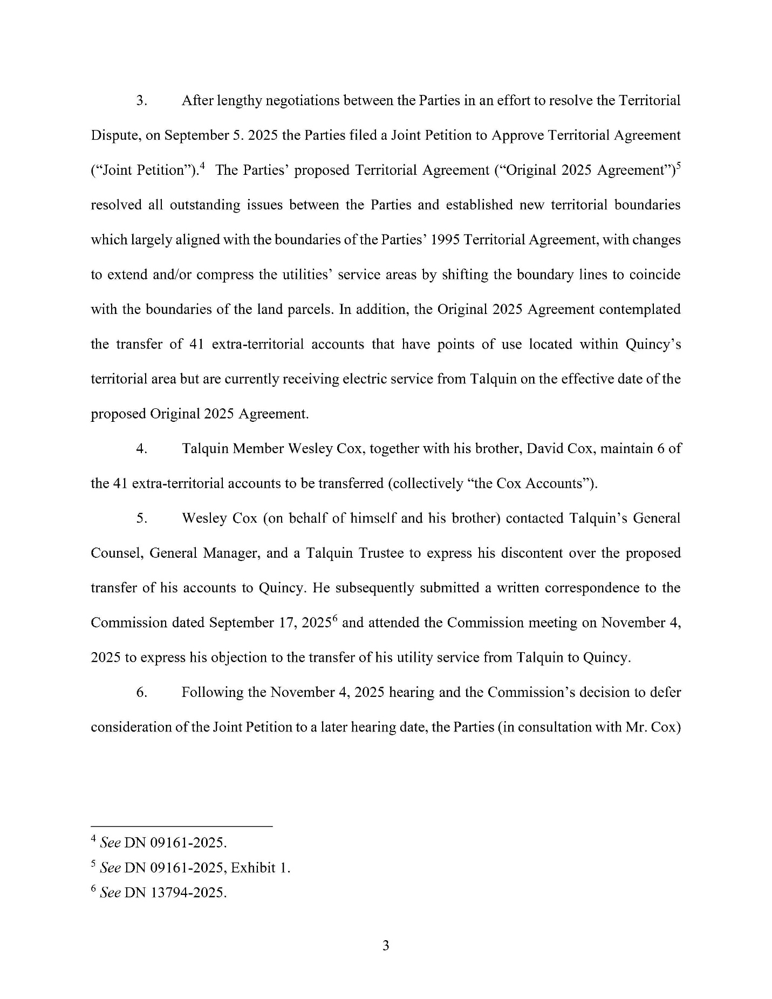 3. After lengthy negotiations between the Parties in an effort to resolve the Territorial
Dispute, on September 5. 2025 the Parties filed a Joint Petition to Approve Territorial Agreement
(“Joint Petition”).⁴ The Parties’ proposed Territorial Agreement (“Original 2025 Agreement”)⁵
resolved all outstanding issues between the Parties and established new territorial boundaries
which largely aligned with the boundaries of the Parties’ 1995 Territorial Agreement, with changes
to extend and/or compress the utilities’ service areas by shifting the boundary lines to coincide
with the boundaries of the land parcels. In addition, the Original 2025 Agreement contemplated
the transfer of 41 extra-territorial accounts that have points of use located within Quincy’s
territorial area but are currently receiving electric service from Talquin on the effective date of the
proposed Original 2025 Agreement.
4. Talquin Member Wesley Cox, together with his brother, David Cox, maintain 6 of
the 41 extra-territorial accounts to be transferred (collectively “the Cox Accounts”).
5. Wesley Cox (on behalf of himself and his brother) contacted Talquin’s General
Counsel, General Manager, and a Talquin Trustee to express his discontent over the proposed
transfer of his accounts to Quincy. He subsequently submitted a written correspondence to the
Commission dated September 17, 2025⁶ and attended the Commission meeting on November 4,
2025 to express his objection to the transfer of his utility service from Talquin to Quincy.
6. Following the November 4, 2025 hearing and the Commission’s decision to defer
consideration of the Joint Petition to a later hearing date, the Parties (in consultation with Mr. Cox)
⁴ See DN 09161-2025.
⁵ See DN 09161-2025, Exhibit 1.
⁶ See DN 13794-2025.
3